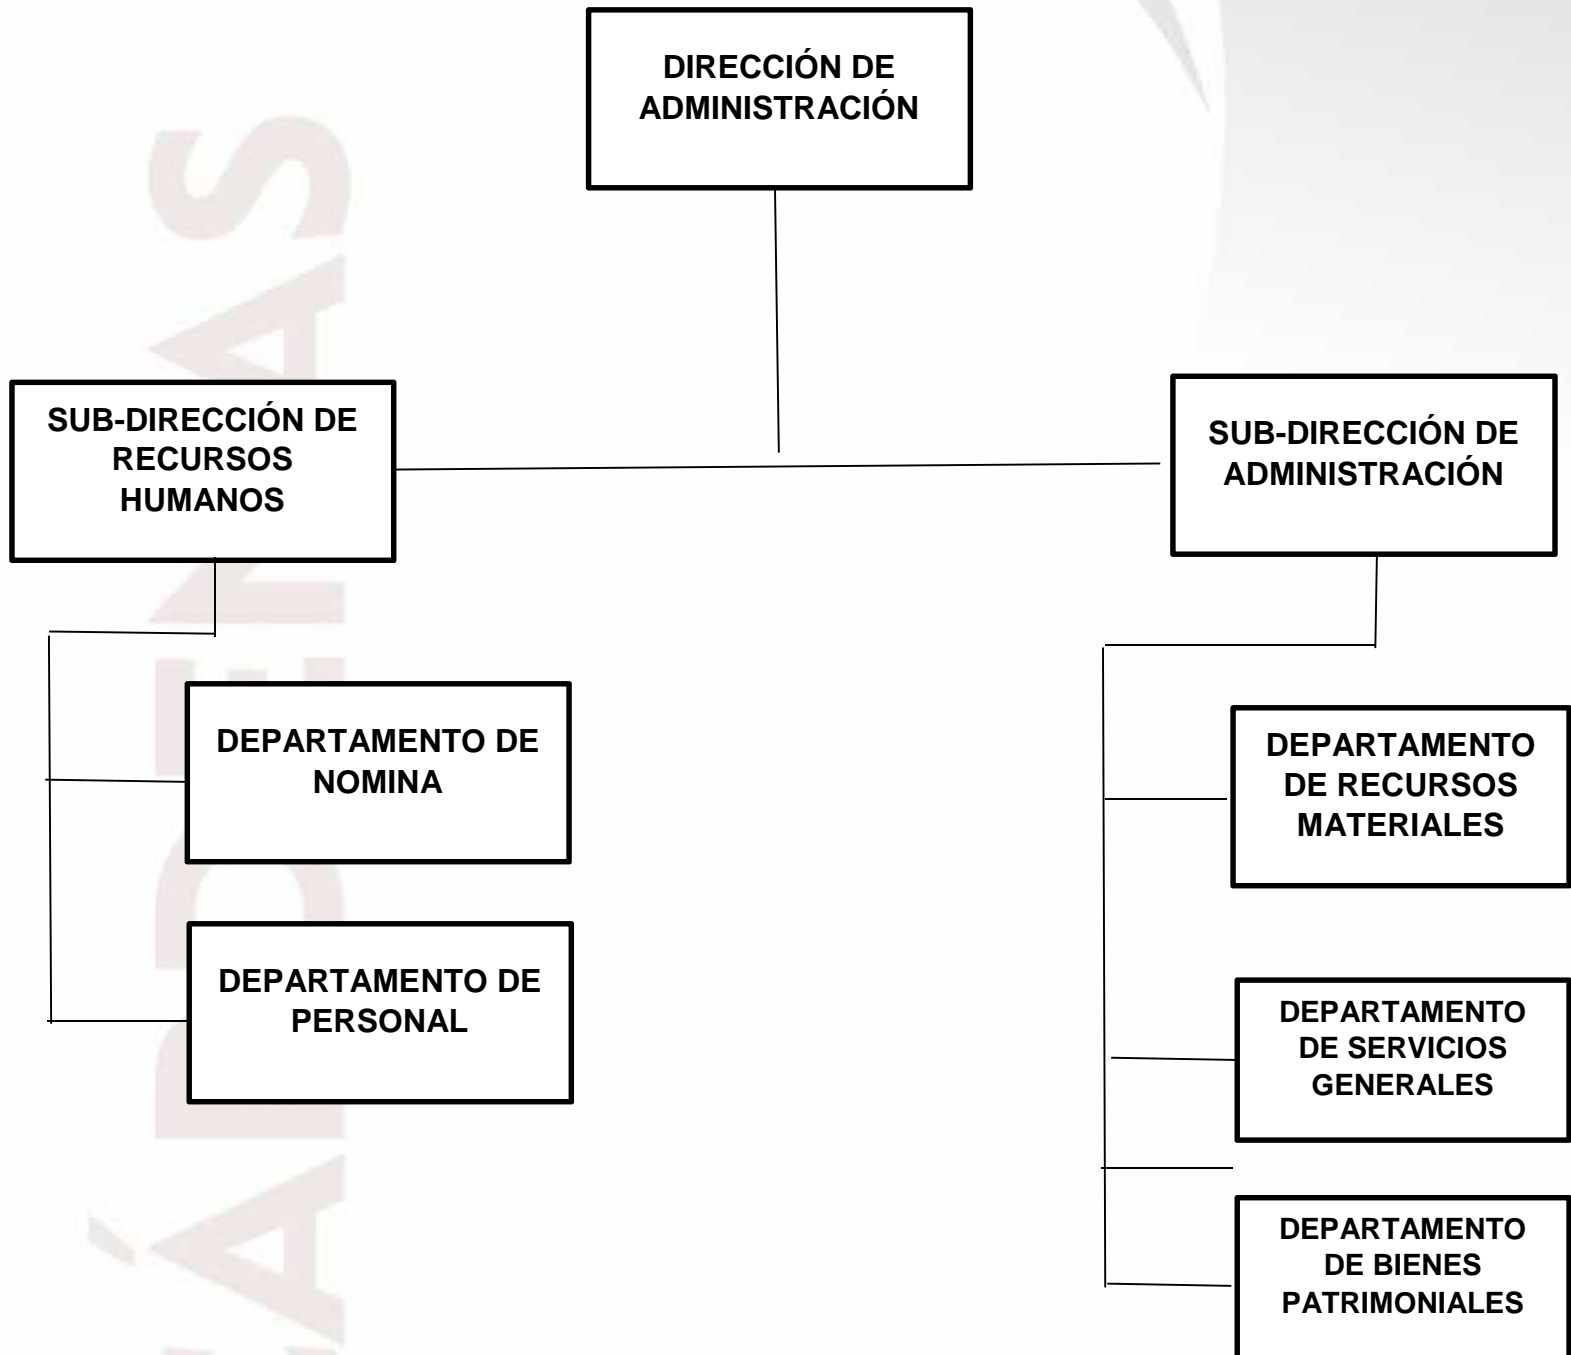 DIRECCIÓN DE
ADMINISTRACIÓN
SUB-DIRECCIÓN DE
RECURSOS
HUMANOS
SUB-DIRECCIÓN DE
ADMINISTRACIÓN
DEPARTAMENTO DE
NOMINA
DEPARTAMENTO DE
PERSONAL
DEPARTAMENTO
DE RECURSOS
MATERIALES
DEPARTAMENTO
DE SERVICIOS
GENERALES
DEPARTAMENTO
DE BIENES
PATRIMONIALES